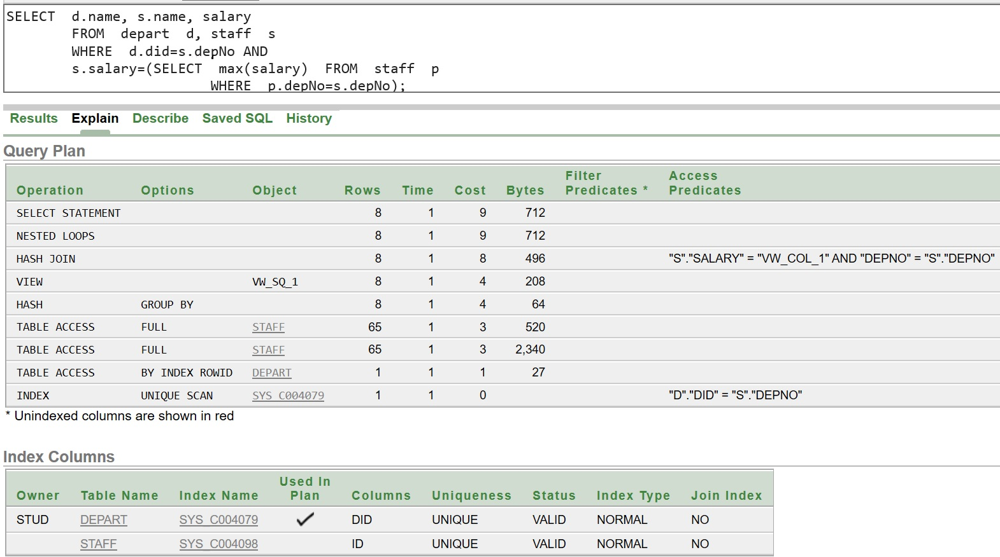 SELECT d.name, s.name, salary
FROM depart d, staff s
WHERE d.did=s.depNo AND
s.salary=(SELECT max(salary) FROM staff p
WHERE p.depNo=s.depNo);
Results Explain Describe Saved SQL History
Query Plan
Operation Options Object Rows Time Cost Bytes Filter Predicates * Access Predicates
SELECT STATEMENT 8 1 9 712
NESTED LOOPS 8 1 9 712
HASH JOIN 8 1 8 496 "S"."SALARY" = "VW_COL_1" AND "DEPNO" = "S"."DEPNO"
VIEW VW_SQ_1 8 1 4 208
HASH GROUP BY 8 1 4 64
TABLE ACCESS FULL STAFF 65 1 3 520
TABLE ACCESS FULL STAFF 65 1 3 2,340
TABLE ACCESS BY INDEX ROWID DEPART 1 1 1 27
INDEX UNIQUE SCAN SYS_C004079 1 1 0 "D"."DID" = "S"."DEPNO"
* Unindexed columns are shown in red
Index Columns
Owner Table Name Index Name Used In Plan Columns Uniqueness Status Index Type Join Index
STUD DEPART SYS_C004079 DID UNIQUE VALID NORMAL NO
STAFF SYS_C004098 ID UNIQUE VALID NORMAL NO